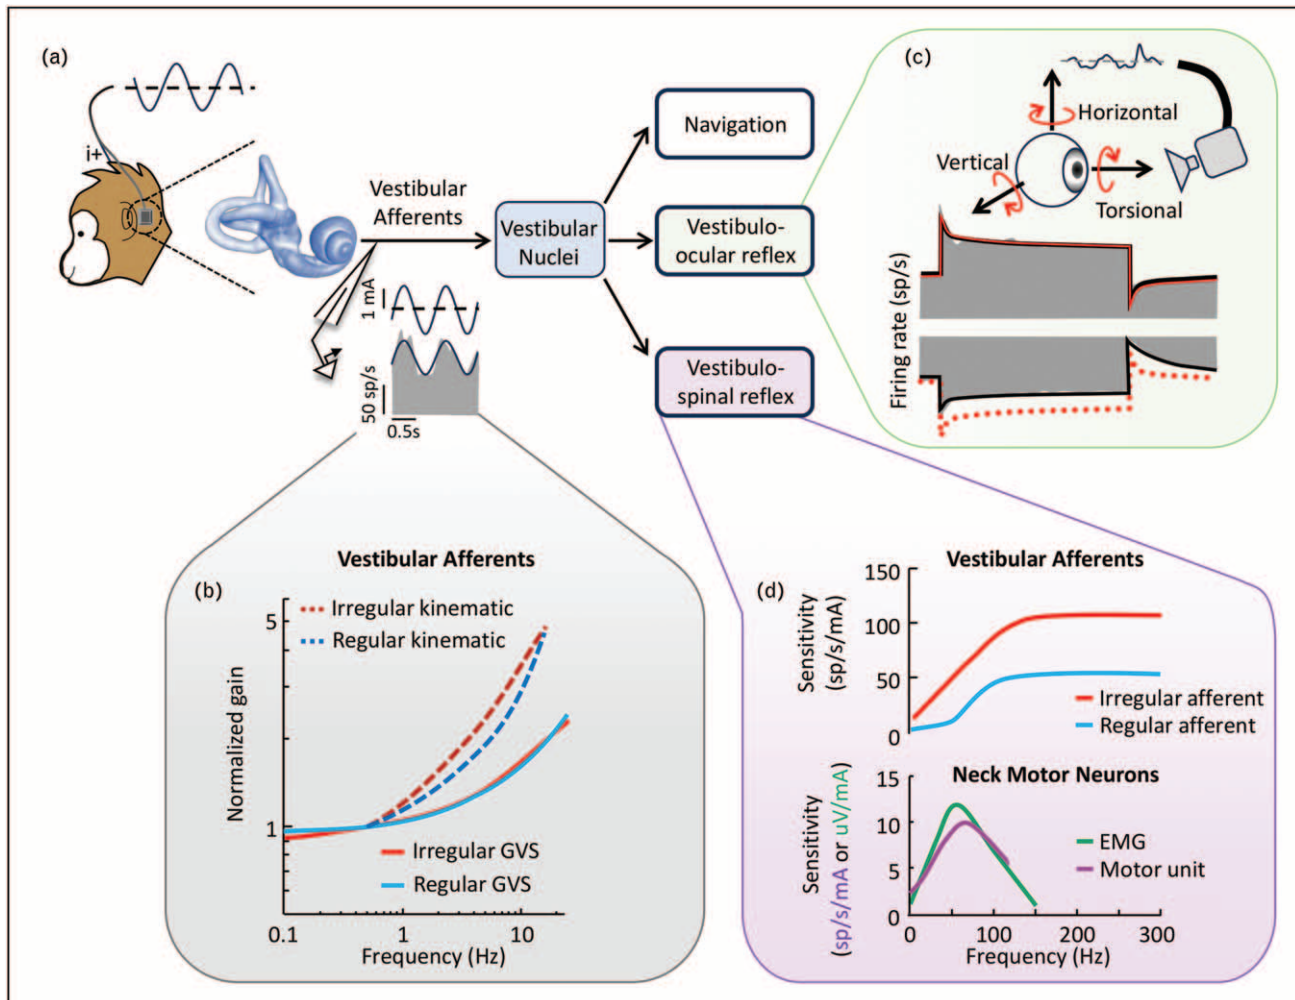 (a)
i+
Vestibular
Afferents
1 mA
50 sp/s
0.5s
Vestibular
Nuclei
Navigation
Vestibulo-
ocular reflex
Vestibulo-
spinal reflex
(c)
Horizontal
Vertical
Torsional
Firing rate (sp/s)
Vestibular Afferents
(b)
Irregular kinematic
Regular kinematic
Normalized gain
5
1
Irregular GVS
Regular GVS
0.1
1
10
Frequency (Hz)
Vestibular Afferents
(d)
Sensitivity
(sp/s/mA)
150
100
50
0
Irregular afferent
Regular afferent
Neck Motor Neurons
Sensitivity
(sp/s/mA or uV/mA)
15
10
5
0
EMG
Motor unit
0
100
200
300
Frequency (Hz)